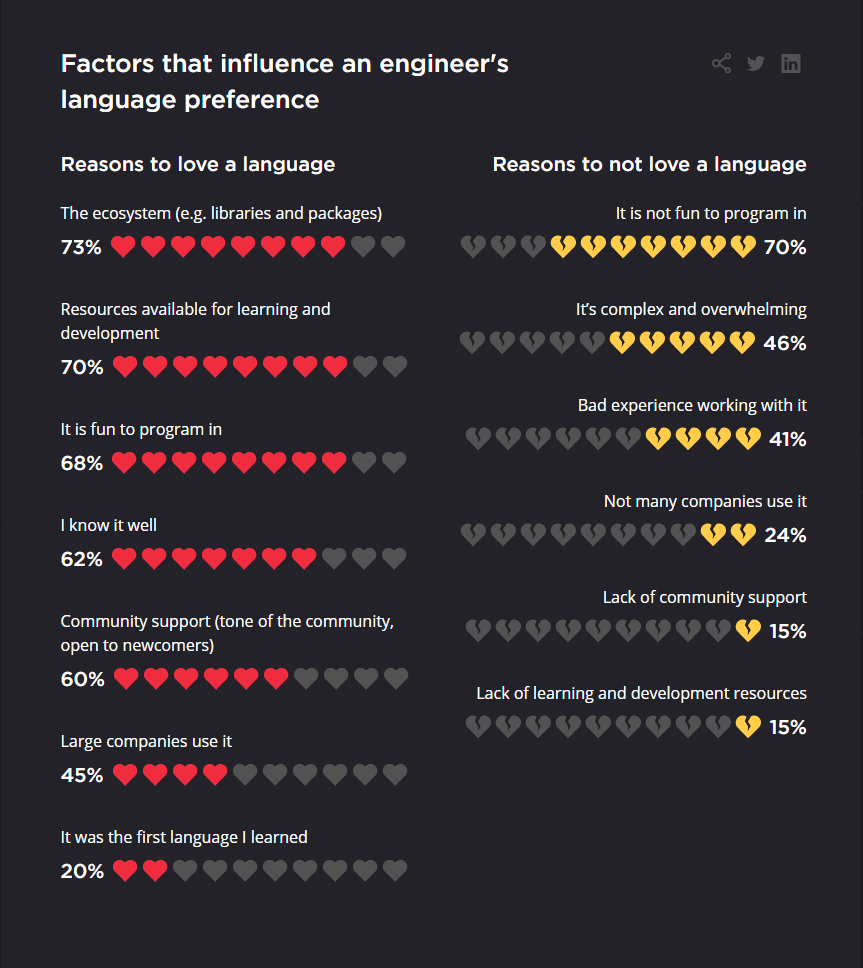 Factors that influence an engineer's
language preference
in
Reasons to love a language
The ecosystem (e.g. libraries and packages)
73%
Resources available for learning and
development
70%
It is fun to program in
68%
I know it well
62%
Community support (tone of the community,
open to newcomers)
60%
Large companies use it
45%
It was the first language I learned
20%
Reasons to not love a language
It is not fun to program in
70%
It’s complex and overwhelming
46%
Bad experience working with it
41%
Not many companies use it
24%
Lack of community support
15%
Lack of learning and development resources
15%